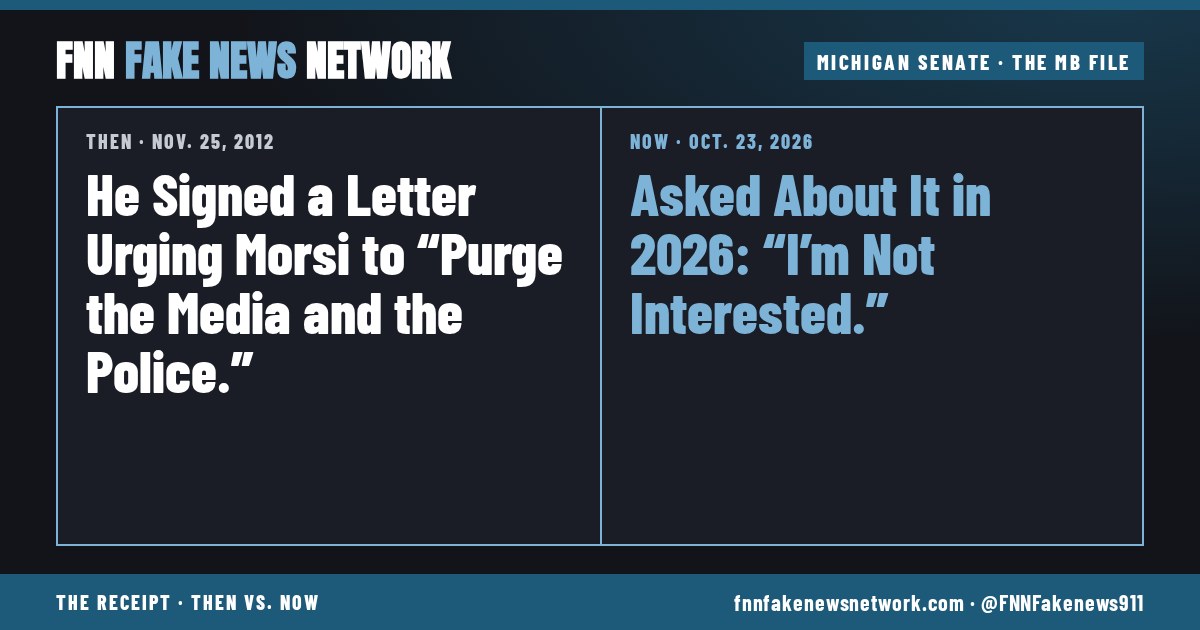 FNN FAKE NEWS NETWORK
MICHIGAN SENATE · THE MB FILE
THEN · NOV. 25, 2012
He Signed a Letter
Urging Morsi to “Purge
the Media and the
Police.”
NOW · OCT. 23, 2026
Asked About It in
2026: “I’m Not
Interested.”
THE RECEIPT · THEN VS. NOW
fnnfakenewsnetwork.com · @FNNFakenews911